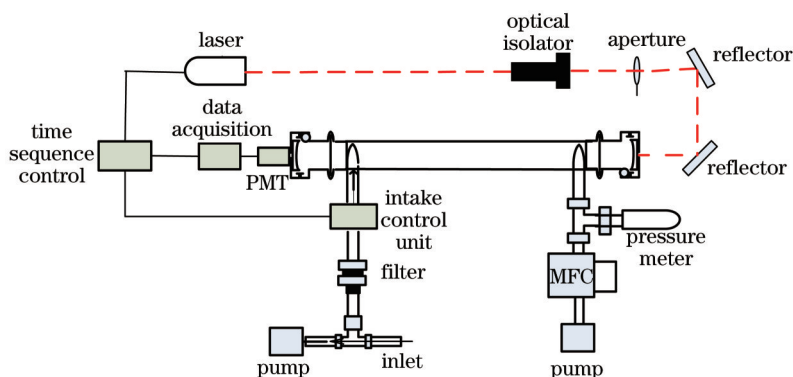 laser
optical
isolator
aperture
reflector
time
sequence
control
data
acquisition
PMT
reflector
intake
control
unit
pressure
meter
filter
MFC
pump
inlet
pump